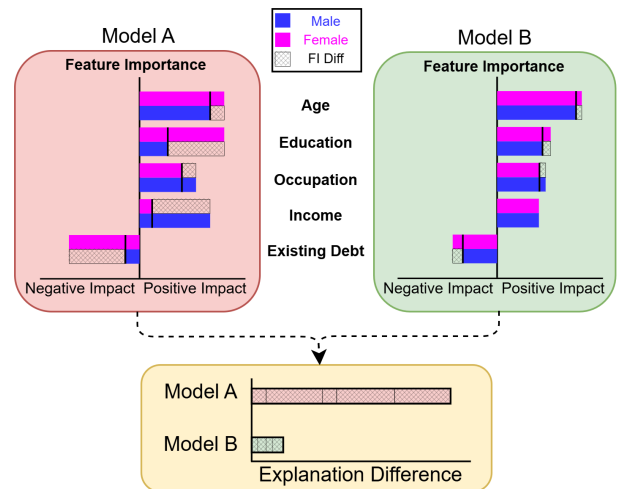 Model A
Male
Female
FI Diff
Model B
Feature Importance
Feature Importance
Age
Education
Occupation
Income
Existing Debt
Negative Impact
Positive Impact
Negative Impact
Positive Impact
Model A
Model B
Explanation Difference